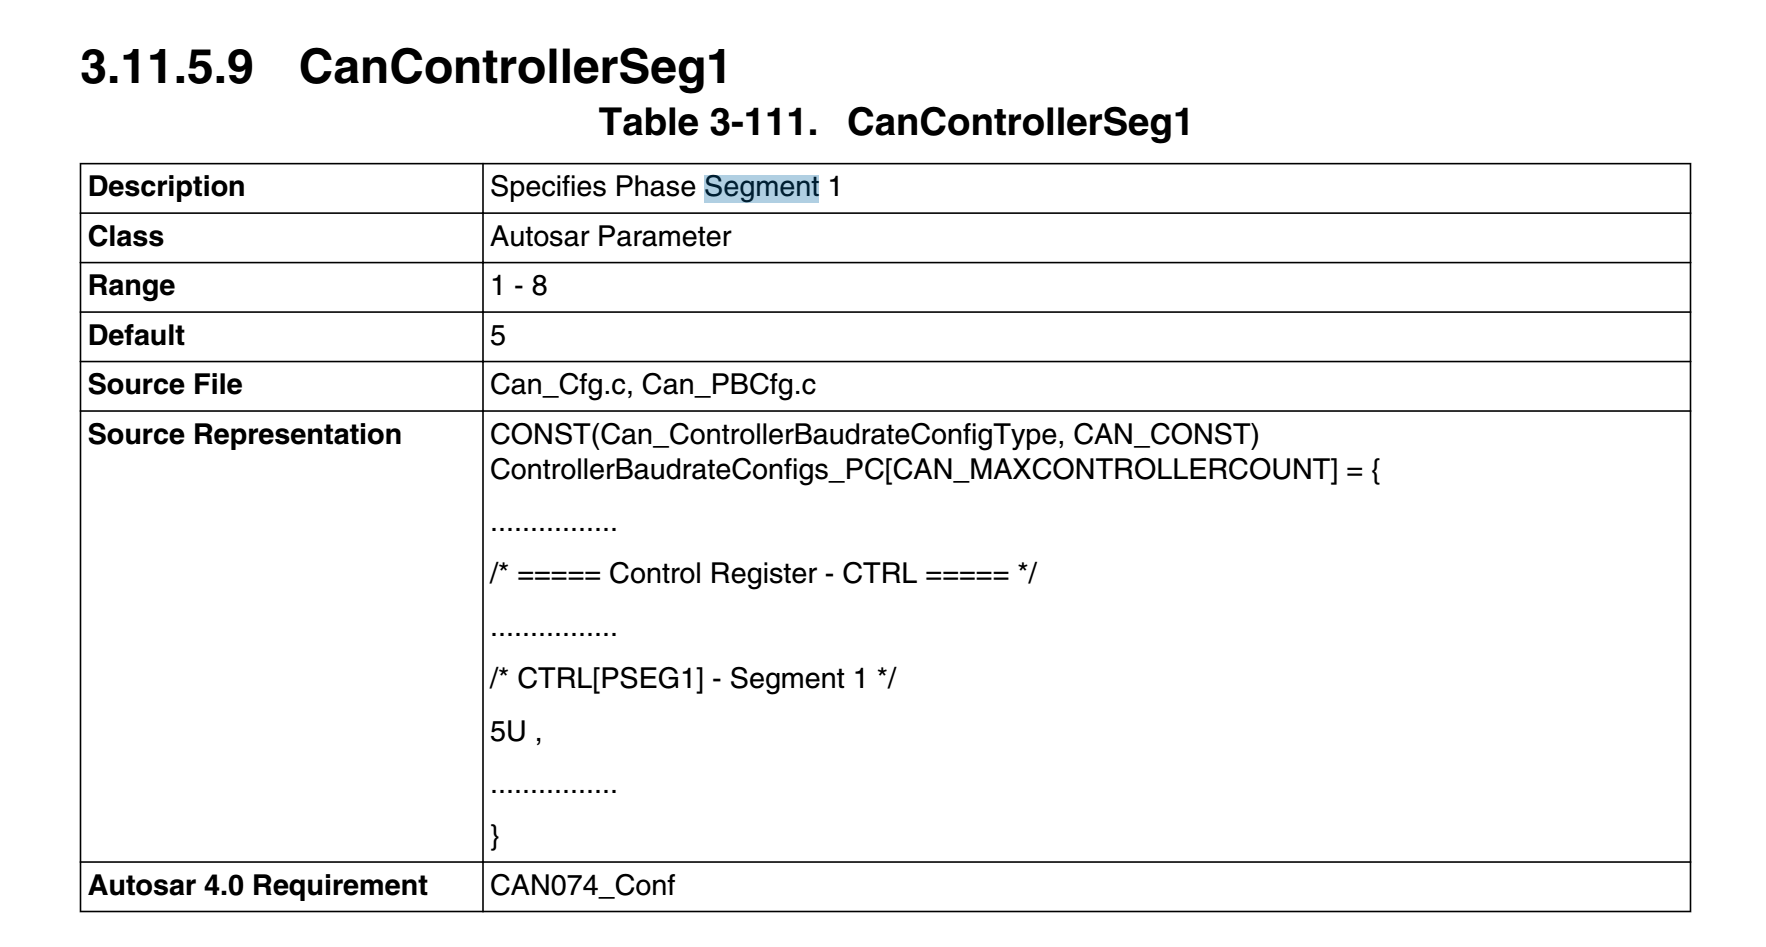 3.11.5.9 CanControllerSeg1
Table 3-111. CanControllerSeg1
Description Specifies Phase Segment 1
Class Autosar Parameter
Range 1 - 8
Default 5
Source File Can_Cfg.c, Can_PBCfg.c
Source Representation CONST(Can_ControllerBaudrateConfigType, CAN_CONST)
ControllerBaudrateConfigs_PC[CAN_MAXCONTROLLERCOUNT] = {
................
/* ===== Control Register - CTRL ===== */
................
/* CTRL[PSEG1] - Segment 1 */
5U ,
................
}
Autosar 4.0 Requirement CAN074_Conf